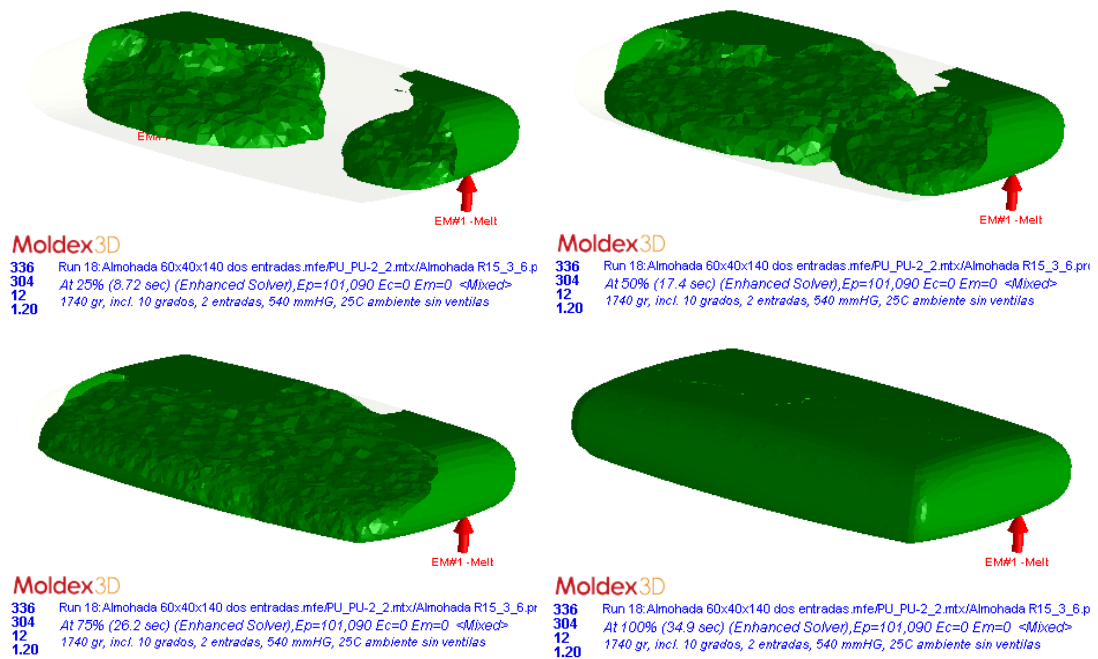 EM#1 -Melt
Moldex3D
336 Run 18:Almohada 60x40x140 dos entradas.mfe/PU_PU-2_2.mtx/Almohada R15_3_6.p
304 At 25% (8.72 sec) (Enhanced Solver),Ep=101,090 Ec=0 Em=0 <Mixed>
12 1740 gr, incl. 10 grados, 2 entradas, 540 mmHG, 25C ambiente sin ventilas
1.20
EM#1 -Melt
Moldex3D
336 Run 18:Almohada 60x40x140 dos entradas.mfe/PU_PU-2_2.mtx/Almohada R15_3_6.pr
304 At 50% (17.4 sec) (Enhanced Solver),Ep=101,090 Ec=0 Em=0 <Mixed>
12 1740 gr, incl. 10 grados, 2 entradas, 540 mmHG, 25C ambiente sin ventilas
1.20
EM#1 -Melt
Moldex3D
336 Run 18:Almohada 60x40x140 dos entradas.mfe/PU_PU-2_2.mtx/Almohada R15_3_6.pr
304 At 75% (26.2 sec) (Enhanced Solver),Ep=101,090 Ec=0 Em=0 <Mixed>
12 1740 gr, incl. 10 grados, 2 entradas, 540 mmHG, 25C ambiente sin ventilas
1.20
EM#1 -Melt
Moldex3D
336 Run 18:Almohada 60x40x140 dos entradas.mfe/PU_PU-2_2.mtx/Almohada R15_3_6.p
304 At 100% (34.9 sec) (Enhanced Solver),Ep=101,090 Ec=0 Em=0 <Mixed>
12 1740 gr, incl. 10 grados, 2 entradas, 540 mmHG, 25C ambiente sin ventilas
1.20